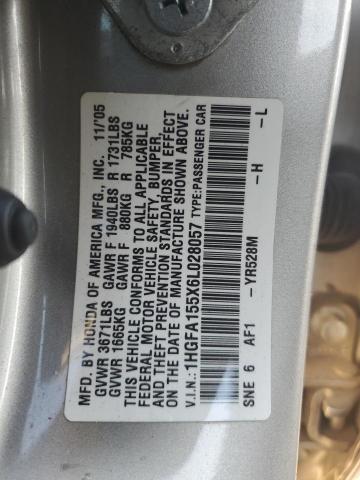 MFD. BY HONDA OF AMERICA MFG., INC. 11/'05
GVWR 3671LBS GAWR F 1940LBS R 1731LBS
GVWR 1665KG GAWR F 880KG R 785KG
THIS VEHICLE CONFORMS TO ALL APPLICABLE
FEDERAL MOTOR VEHICLE SAFETY, BUMPER,
AND THEFT PREVENTION STANDARDS IN EFFECT
ON THE DATE OF MANUFACTURE SHOWN ABOVE.
V.I.N.: 1HGFA155X6L028057 TYPE:PASSENGER CAR
SNE 6 AF1 - YR528M - H - L